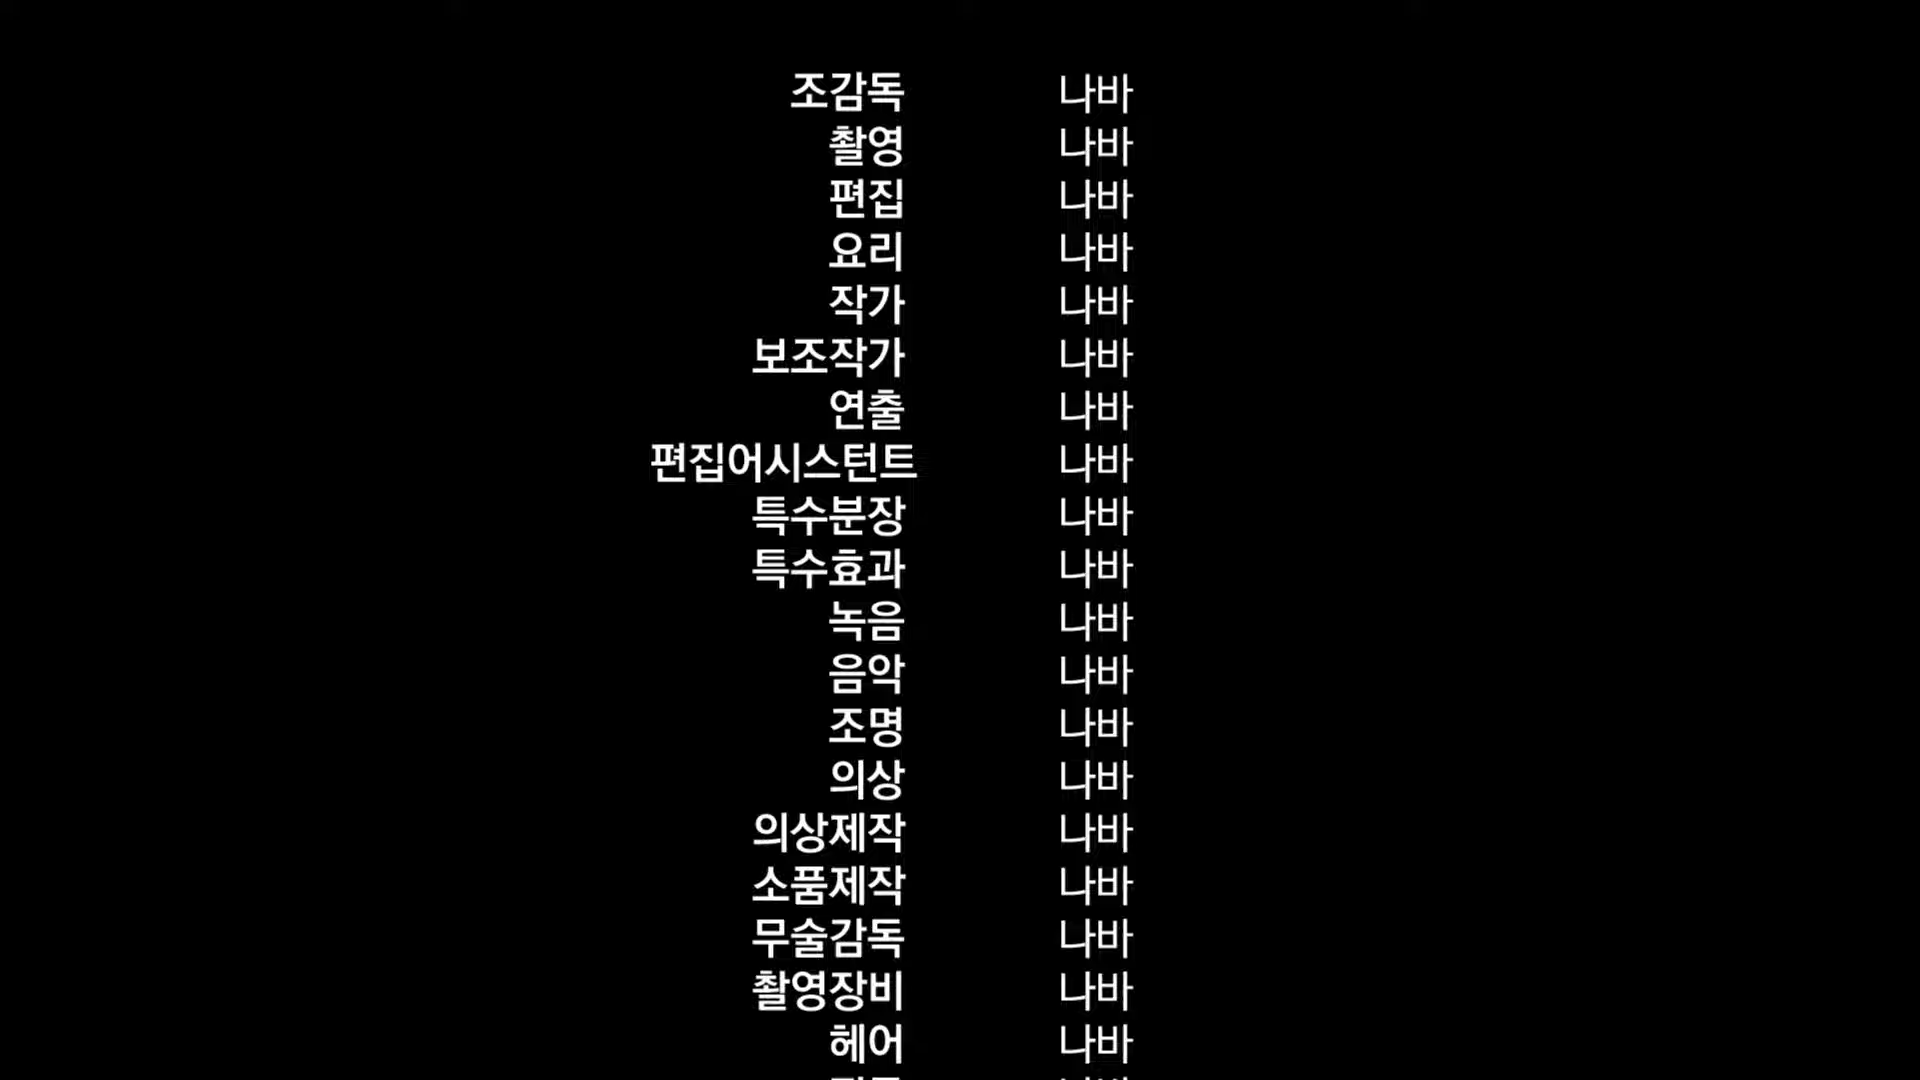 조감독 나바
촬영 나바
편집 나바
요리 나바
작가 나바
보조작가 나바
연출 나바
편집어시스턴트 나바
특수분장 나바
특수효과 나바
녹음 나바
음악 나바
조명 나바
의상 나바
의상제작 나바
소품제작 나바
무술감독 나바
촬영장비 나바
헤어 나바